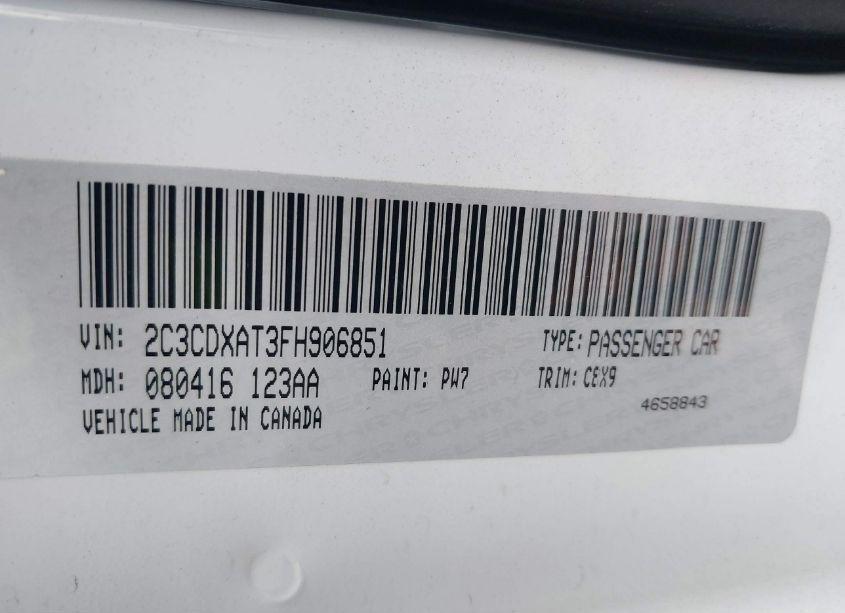 VIN: 2C3CDXAT3FH906851 TYPE: PASSENGER CAR
MDH: 080416 123AA PAINT: PW7 TRIM: CEX9
VEHICLE MADE IN CANADA 4658843